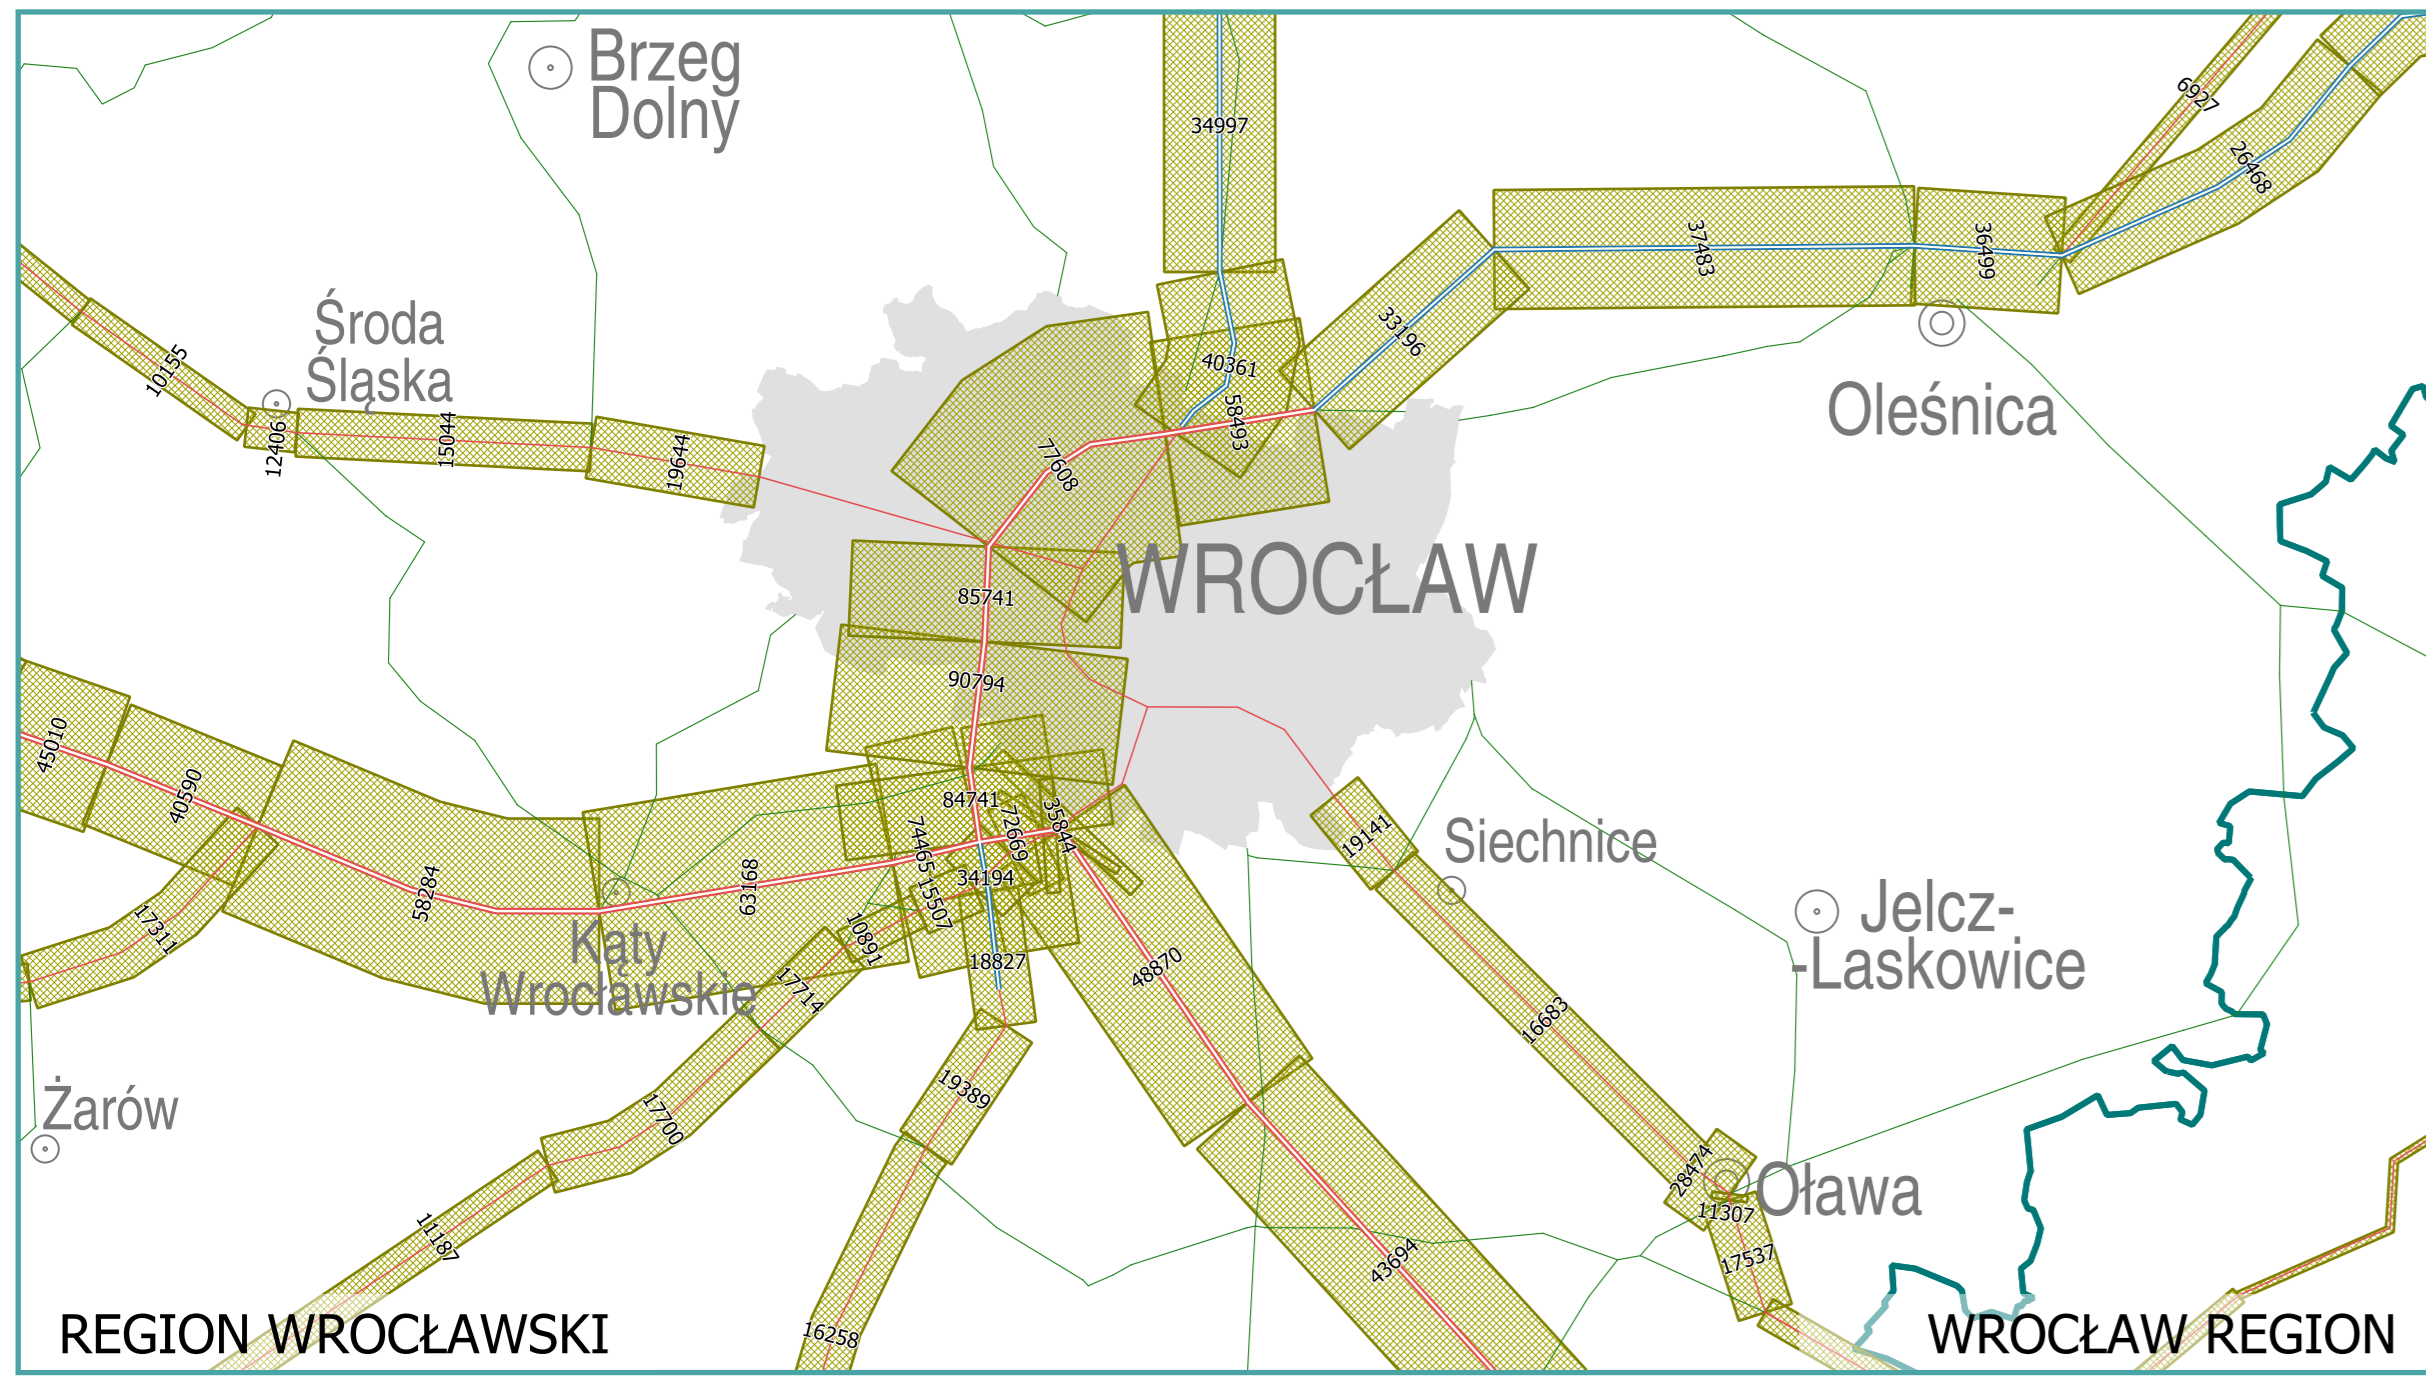 Brzeg
Dolny
34997
6927
26468
37483
36499
Środa
Śląska
10155
12406
15044
19644
33196
40361
58493
77608
Oleśnica
WROCŁAW
85741
90794
45010
40590
58284
63168
17311
84741
72669
35844
74465
34194
15507
10891
18827
17714
48870
19141
Siechnice
Jelcz-
-Laskowice
Kąty
Wrocławskie
16683
Żarów
17700
19389
28474
Oława
11307
17537
11187
43694
16258
REGION WROCŁAWSKI
WROCŁAW REGION